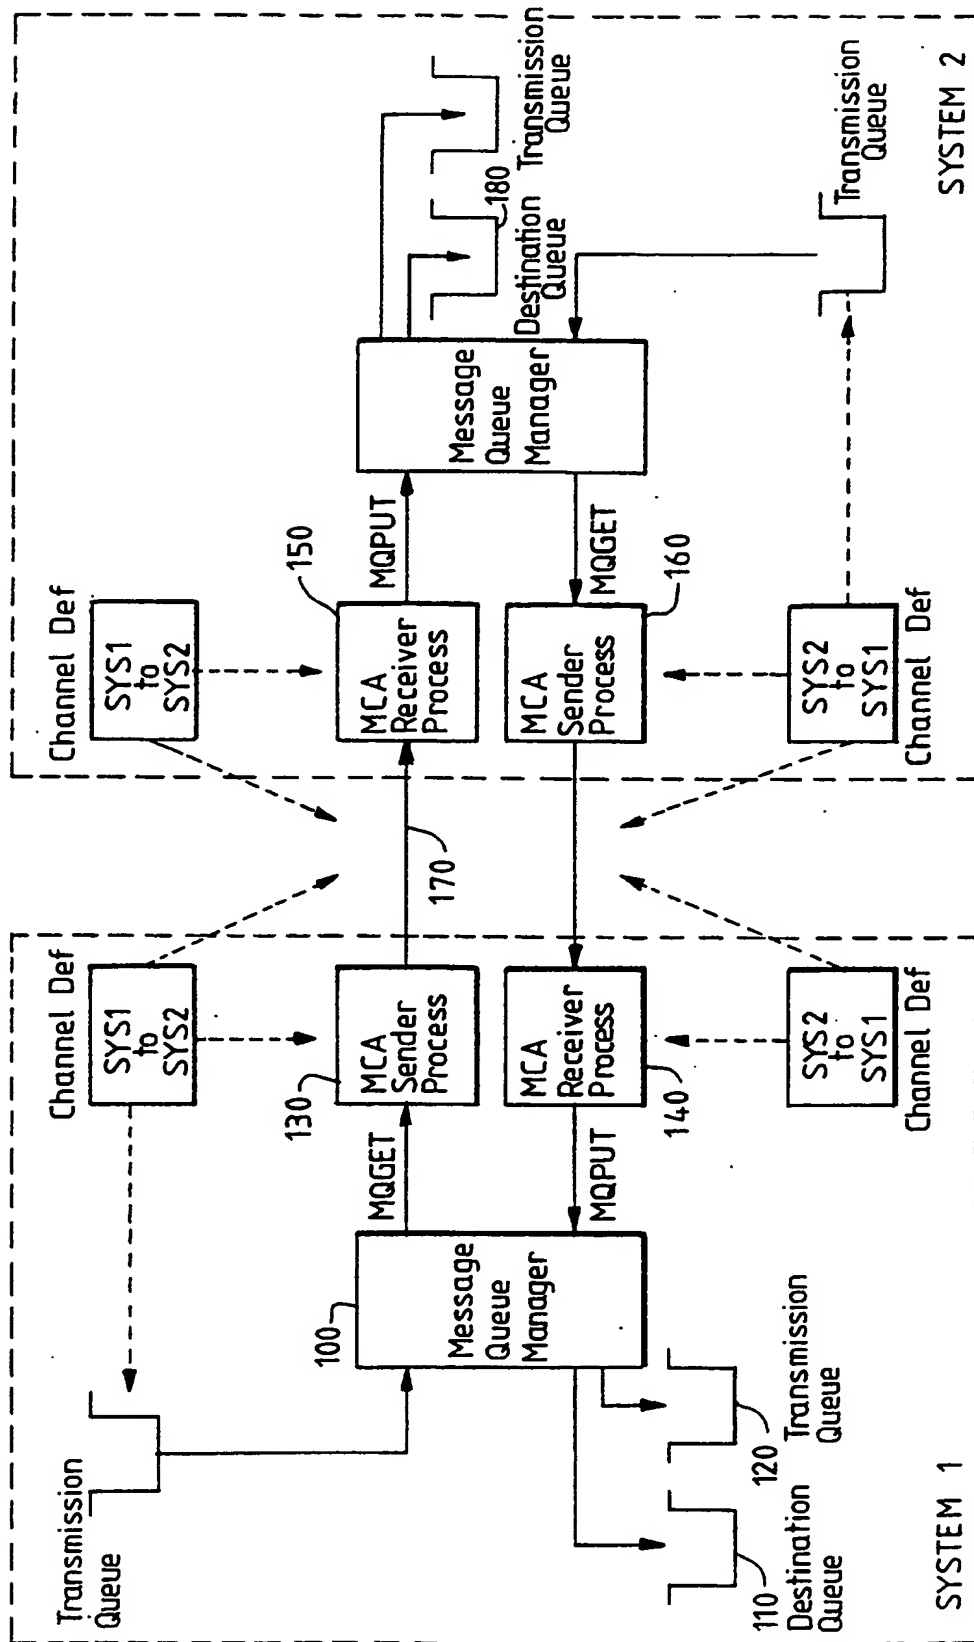 Transmission
Queue
Channel Def
SYS1
to
SYS2
100
Message
Queue
Manager
MQGET
130
MCA
Sender
Process
170
MQPUT
MCA
Receiver
Process
140
SYS2
to
SYS1
Channel Def
110
Destination
Queue
120
Transmission
Queue
SYSTEM 1
Channel Def
SYS1
to
SYS2
150
MCA
Receiver
Process
MQPUT
Message
Queue
Manager
MCA
Sender
Process
MQGET
160
Destination
Queue
180
Transmission
Queue
SYS2
to
SYS1
Channel Def
Transmission
Queue
SYSTEM 2